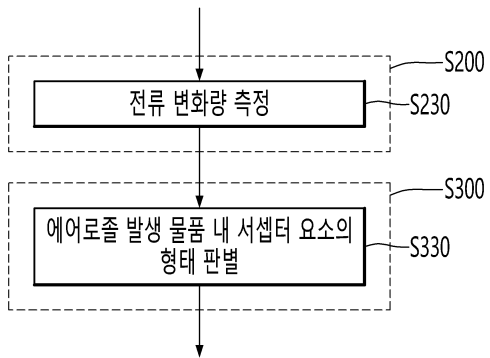 S200
전류 변화량 측정
S230
S300
에어로졸 발생 물품 내 서셉터 요소의
형태 판별
S330